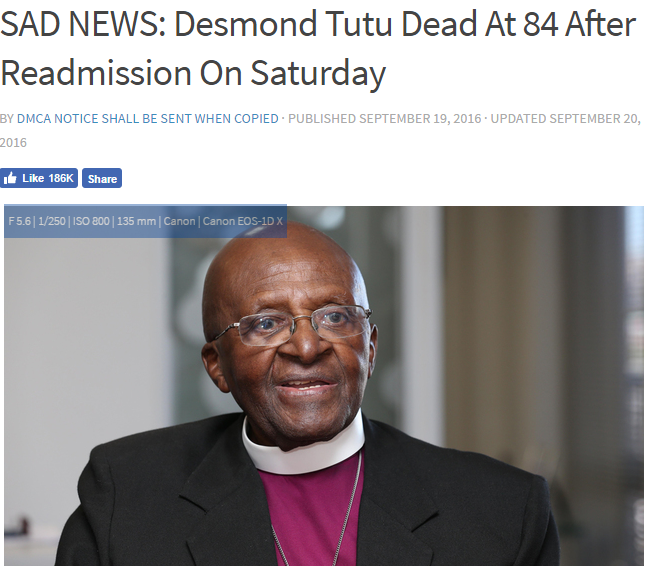 SAD NEWS: Desmond Tutu Dead At 84 After
Readmission On Saturday
BY DMCA NOTICE SHALL BE SENT WHEN COPIED · PUBLISHED SEPTEMBER 19, 2016 · UPDATED SEPTEMBER 20,
2016
Like 186K Share
F 5.6 | 1/250 | ISO 800 | 135 mm | Canon | Canon EOS-1D X